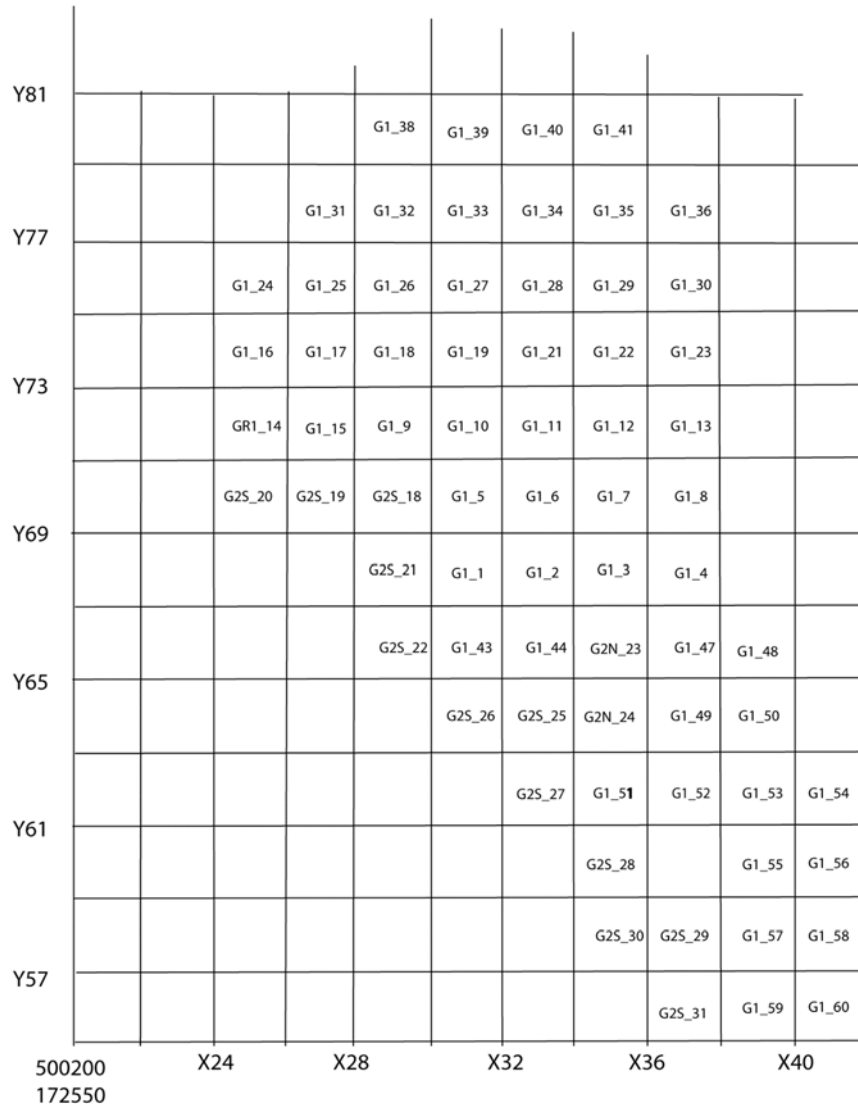 Y81
G1_38 G1_39 G1_40 G1_41
G1_31 G1_32 G1_33 G1_34 G1_35 G1_36
Y77
G1_24 G1_25 G1_26 G1_27 G1_28 G1_29 G1_30
G1_16 G1_17 G1_18 G1_19 G1_21 G1_22 G1_23
Y73
GR1_14 G1_15 G1_9 G1_10 G1_11 G1_12 G1_13
G2S_20 G2S_19 G2S_18 G1_5 G1_6 G1_7 G1_8
Y69
G2S_21 G1_1 G1_2 G1_3 G1_4
G2S_22 G1_43 G1_44 G2N_23 G1_47 G1_48
Y65
G2S_26 G2S_25 G2N_24 G1_49 G1_50
G2S_27 G1_51 G1_52 G1_53 G1_54
Y61
G2S_28 G1_55 G1_56
G2S_30 G2S_29 G1_57 G1_58
Y57
G2S_31 G1_59 G1_60
500200 X24 X28 X32 X36 X40
172550